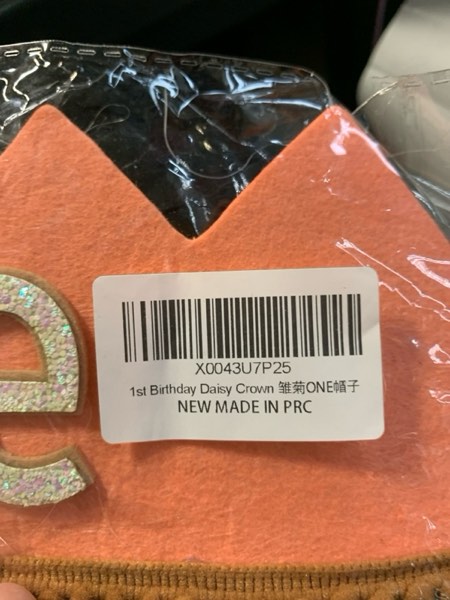 e
X0043U7P25
1st Birthday Daisy Crown 雏菊ONE帽子
NEW MADE IN PRC